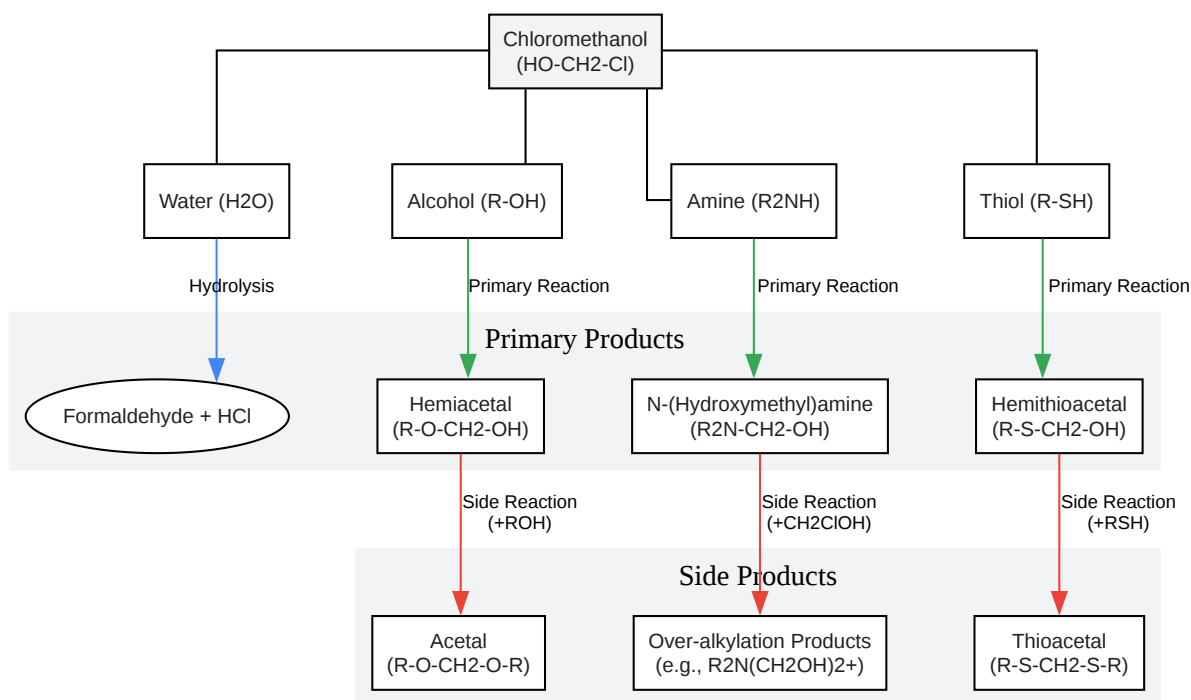 Chloromethanol
(HO-CH2-Cl)
Water (H2O)
Alcohol (R-OH)
Amine (R2NH)
Thiol (R-SH)
Hydrolysis
Primary Reaction
Primary Reaction
Primary Reaction
Primary Products
Formaldehyde + HCl
Hemiacetal
(R-O-CH2-OH)
N-(Hydroxymethyl)amine
(R2N-CH2-OH)
Hemithioacetal
(R-S-CH2-OH)
Side Reaction
(+ROH)
Side Reaction
(+CH2ClOH)
Side Reaction
(+RSH)
Side Products
Acetal
(R-O-CH2-O-R)
Over-alkylation Products
(e.g., R2N(CH2OH)2+)
Thioacetal
(R-S-CH2-S-R)